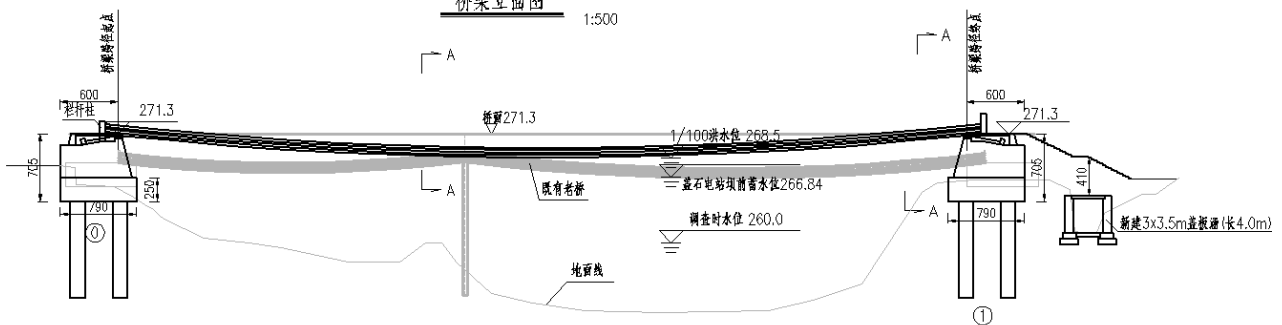 桥梁立面图
1:500
桥梁跨径起点
桥梁跨径终点
A
A
600
600
栏杆柱
271.3
桥面271.3
271.3
1/100洪水位 268.5
705
250
盖石电站坝前蓄水位266.84
705
410
既有老桥
A
A
790
790
⓪
调查时水位 260.0
新建3x3.5m盖板涵(长4.0m)
地面线
①